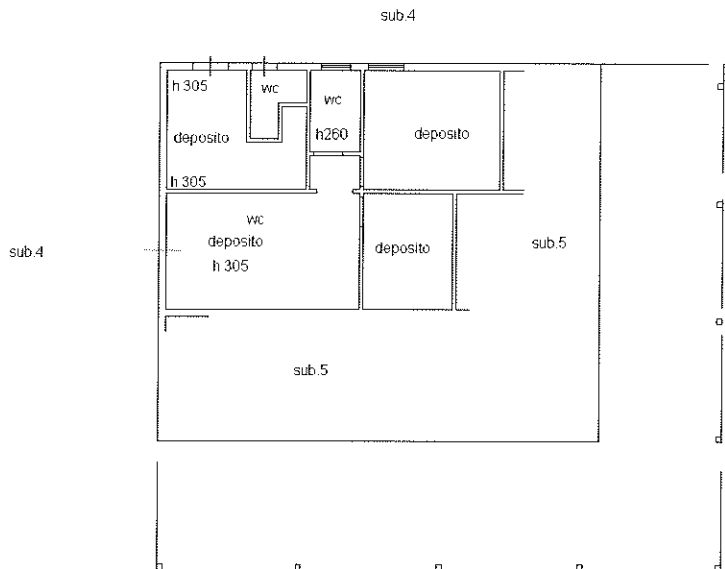 sub.4
h 305
wc
wc
h260
deposito
deposito
h 305
wc
deposito
h 305
deposito
sub.5
sub.4
sub.5